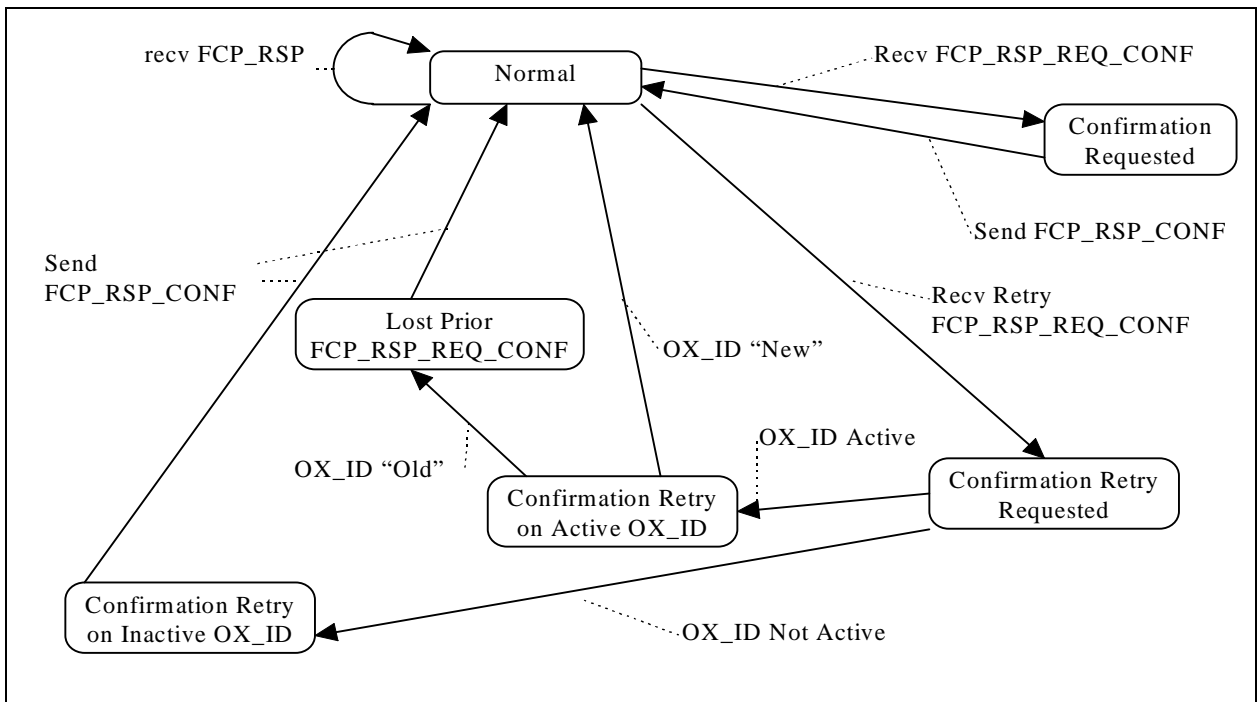 recv FCP_RSP
Normal
Recv FCP_RSP_REQ_CONF
Confirmation
Requested
Send FCP_RSP_CONF
Send
FCP_RSP_CONF
Recv Retry
FCP_RSP_REQ_CONF
Lost Prior
FCP_RSP_REQ_CONF
OX_ID “New”
OX_ID Active
OX_ID “Old”
Confirmation Retry
Requested
Confirmation Retry
on Active OX_ID
Confirmation Retry
on Inactive OX_ID
OX_ID Not Active